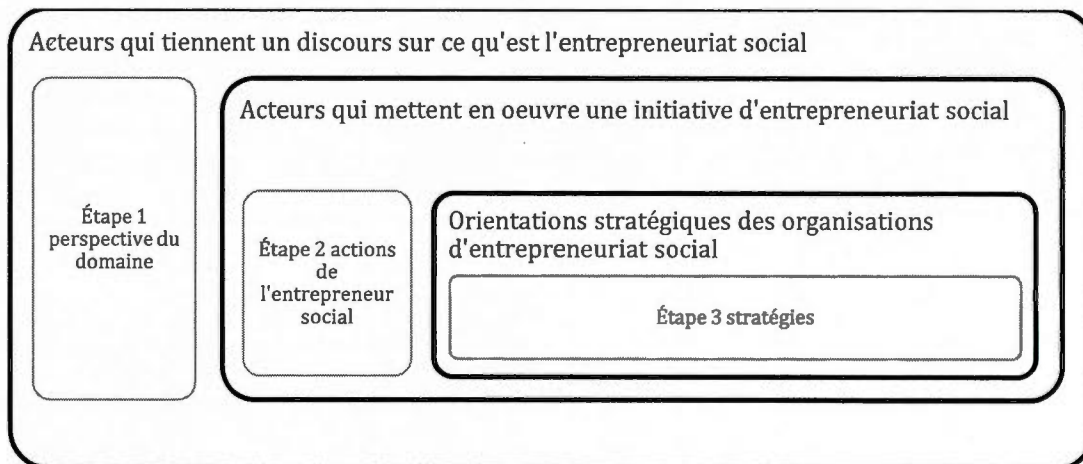 Acteurs qui tiennent un discours sur ce qu'est l'entrepreneuriat social
Acteurs qui mettent en oeuvre une initiative d'entrepreneuriat social
Étape 1
perspective du
domaine
Étape 2 actions
de
l'entrepreneur
social
Orientations stratégiques des organisations
d'entrepreneuriat social
Étape 3 stratégies